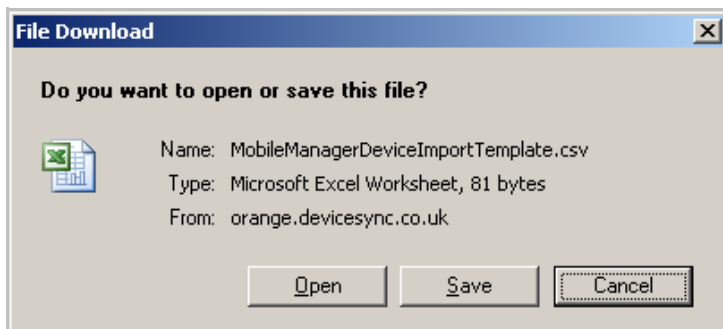 File Download
Do you want to open or save this file?
Name: MobileManagerDeviceImportTemplate.csv
Type: Microsoft Excel Worksheet, 81 bytes
From: orange.devicesync.co.uk
Open Save Cancel